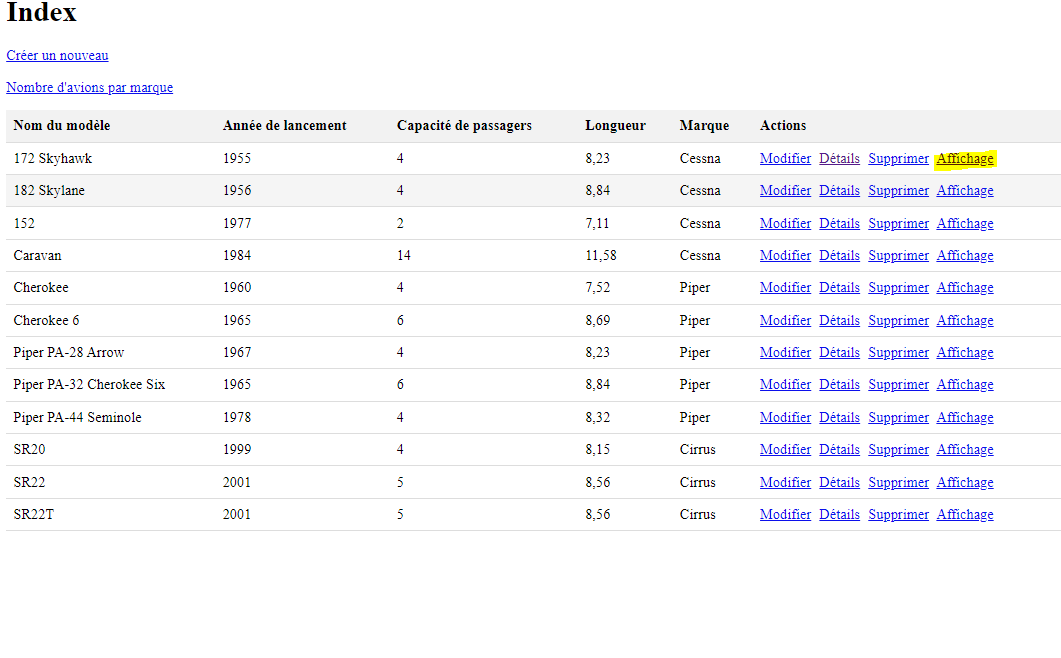 Index
Créer un nouveau
Nombre d'avions par marque
Nom du modèle Année de lancement Capacité de passagers Longueur Marque Actions
172 Skyhawk 1955 4 8,23 Cessna Modifier Détails Supprimer Affichage
182 Skylane 1956 4 8,84 Cessna Modifier Détails Supprimer Affichage
152 1977 2 7,11 Cessna Modifier Détails Supprimer Affichage
Caravan 1984 14 11,58 Cessna Modifier Détails Supprimer Affichage
Cherokee 1960 4 7,52 Piper Modifier Détails Supprimer Affichage
Cherokee 6 1965 6 8,69 Piper Modifier Détails Supprimer Affichage
Piper PA-28 Arrow 1967 4 8,23 Piper Modifier Détails Supprimer Affichage
Piper PA-32 Cherokee Six 1965 6 8,84 Piper Modifier Détails Supprimer Affichage
Piper PA-44 Seminole 1978 4 8,32 Piper Modifier Détails Supprimer Affichage
SR20 1999 4 8,15 Cirrus Modifier Détails Supprimer Affichage
SR22 2001 5 8,56 Cirrus Modifier Détails Supprimer Affichage
SR22T 2001 5 8,56 Cirrus Modifier Détails Supprimer Affichage